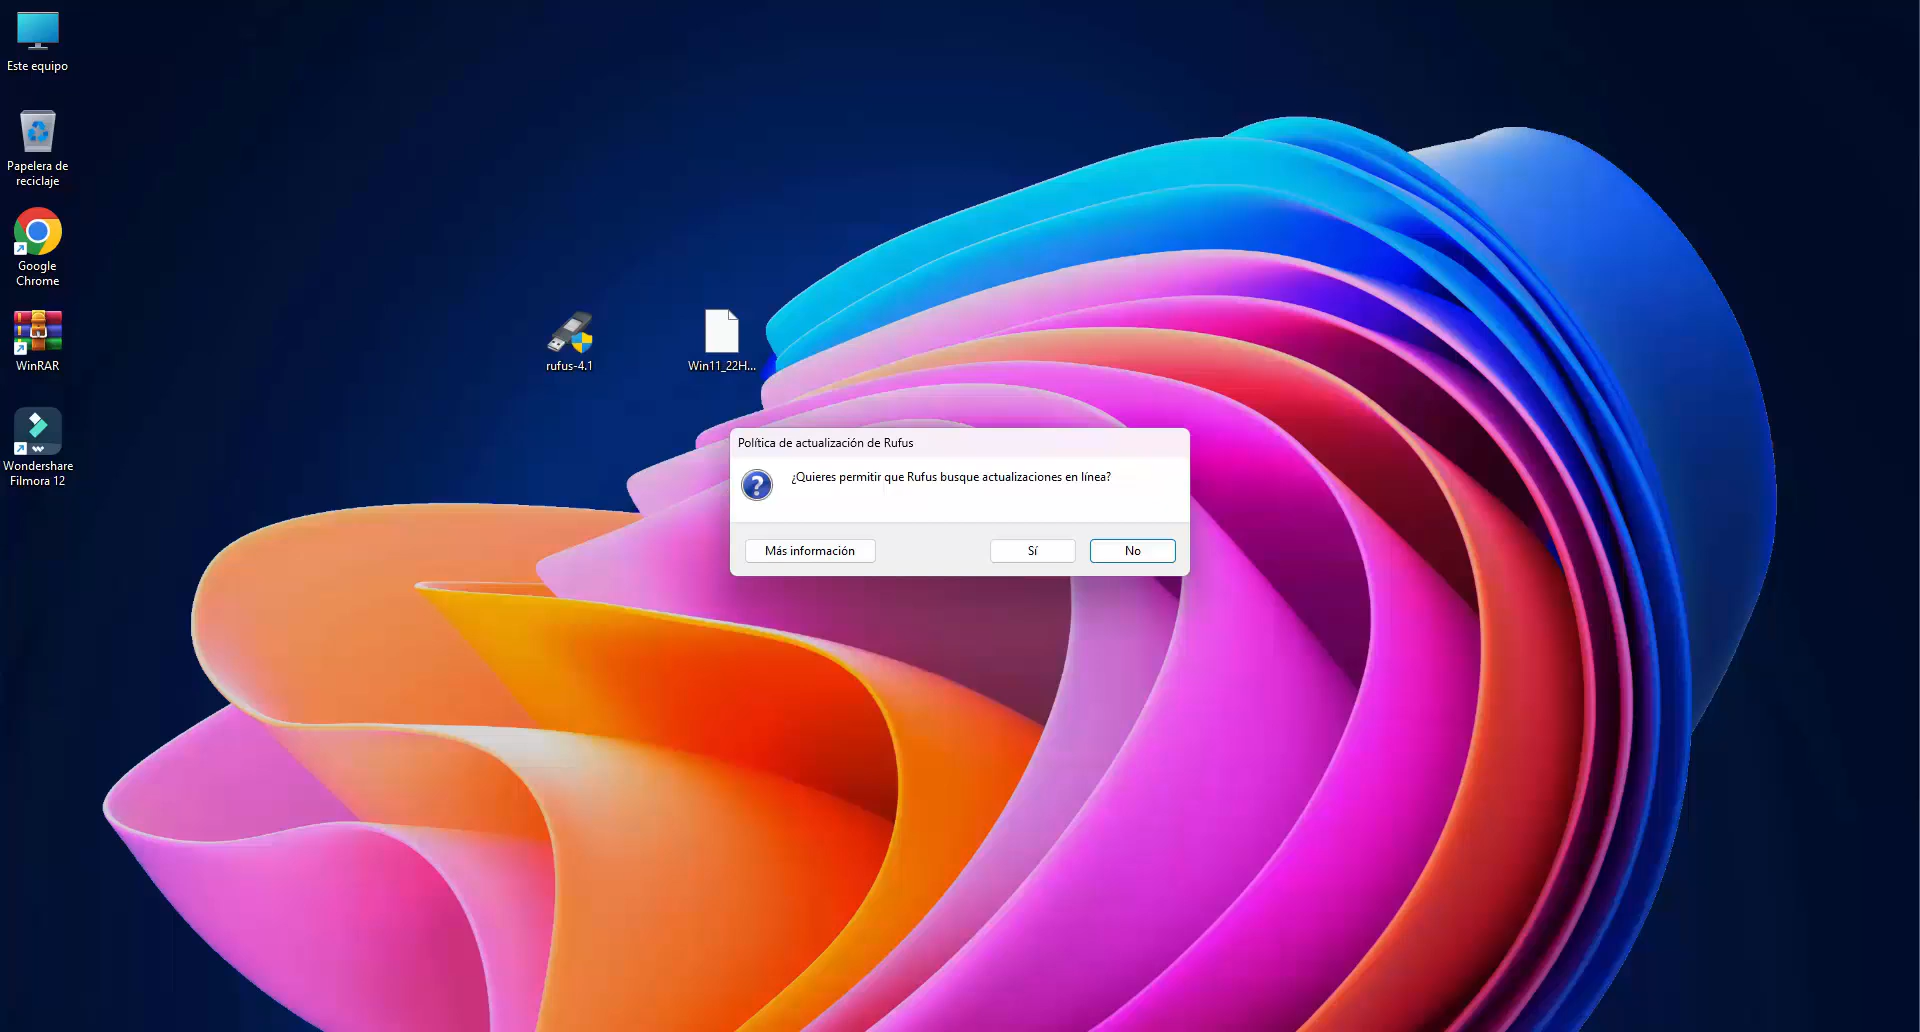 Este equipo
Papelera de
reciclaje
Google
Chrome
WinRAR
Wondershare
Filmora 12
rufus-4.1
Win11_22H...
Política de actualización de Rufus
¿Quieres permitir que Rufus busque actualizaciones en línea?
Más información
Sí
No